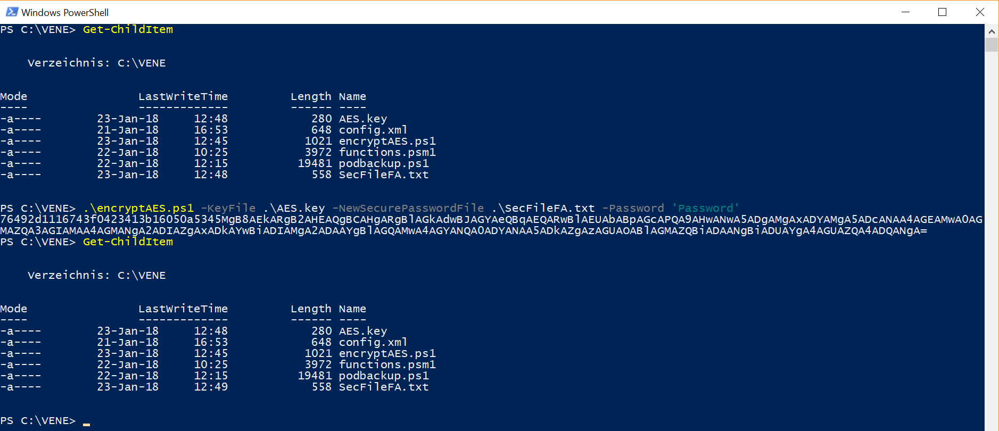 Windows PowerShell
PS C:\VENE> Get-ChildItem
Verzeichnis: C:\VENE
Mode LastWriteTime Length Name
---- ------------- ------ ----
-a---- 23-Jan-18 12:48 280 AES.key
-a---- 21-Jan-18 16:53 648 config.xml
-a---- 23-Jan-18 12:45 1021 encryptAES.ps1
-a---- 22-Jan-18 10:25 3972 functions.psm1
-a---- 22-Jan-18 12:15 19481 podbackup.ps1
-a---- 23-Jan-18 12:48 558 SecFileFA.txt
PS C:\VENE> .\encryptAES.ps1 -KeyFile .\AES.key -NewSecurePasswordFile .\SecFileFA.txt -Password 'Password'
76492d1116743f0423413b16050a5345MgB8AEkARgB2AHEAQgBCAHgARgBlAGkAdwBJAGYAeQBqAEQARwBlAEUAbABpAGcAPQA9AHwANwA5ADgAMgAxADYAMgA5ADcANAA4AGEAMwA0AG
MAZQA3AGIAMAA4AGMANgA2ADIAZgAxADkAYwBiADIAMgA2ADAAYgBlAGQAMwA4AGYANQA0ADYANAA5ADkAZgAzAGUAOABlAGMAZQBiADAANgBiADUAYgA4AGUAZQA4ADQANgA=
PS C:\VENE> Get-ChildItem
Verzeichnis: C:\VENE
Mode LastWriteTime Length Name
---- ------------- ------ ----
-a---- 23-Jan-18 12:48 280 AES.key
-a---- 21-Jan-18 16:53 648 config.xml
-a---- 23-Jan-18 12:45 1021 encryptAES.ps1
-a---- 22-Jan-18 10:25 3972 functions.psm1
-a---- 22-Jan-18 12:15 19481 podbackup.ps1
-a---- 23-Jan-18 12:49 558 SecFileFA.txt
PS C:\VENE>